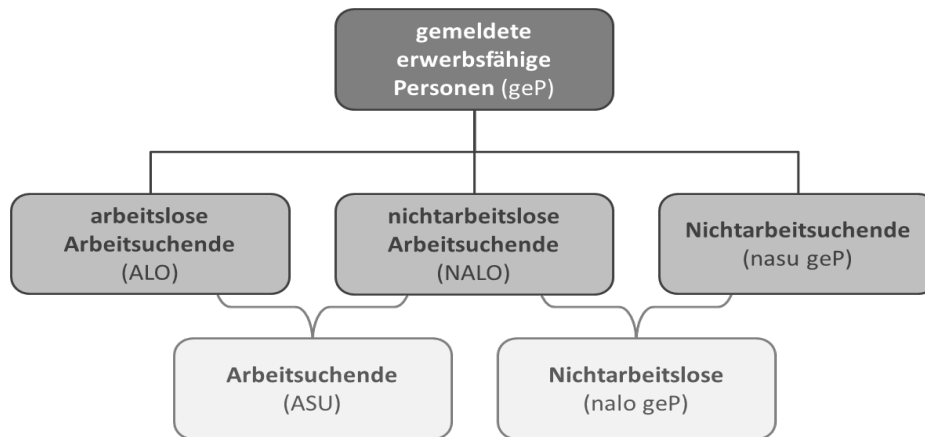 gemeldete
erwerbsfähige
Personen (geP)
arbeitslose
Arbeitsuchende
(ALO)
nichtarbeitslose
Arbeitsuchende
(NALO)
Nichtarbeitsuchende
(nasu geP)
Arbeitsuchende
(ASU)
Nichtarbeitslose
(nalo geP)